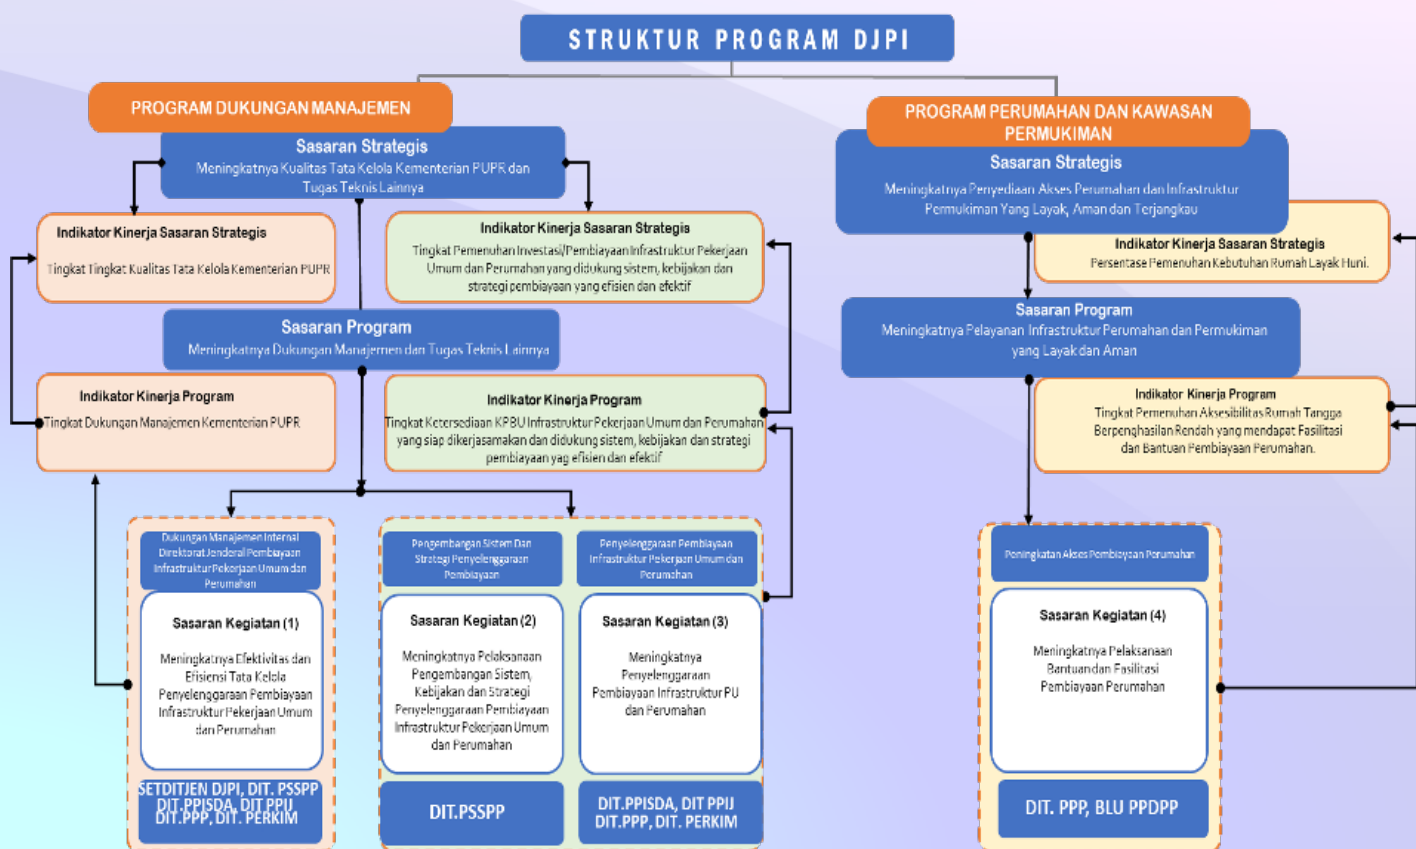 STRUKTUR PROGRAM DJPI
PROGRAM DUKUNGAN MANAJEMEN
Sasaran Strategis
Meningkatnya Kualitas Tata Kelola Kementerian PUPR dan
Tugas Teknis Lainnya
Indikator Kinerja Sasaran Strategis
Tingkat Tingkat Kualitas Tata Kelola Kementerian PUPR
Indikator Kinerja Sasaran Strategis
Tingkat Pemenuhan Investasi/Pembiayaan Infrastruktur Pekerjaan
Umum dan Perumahan yang didukung sistem, kebijakan dan
strategi pembiayaan yang efisien dan efektif
Sasaran Program
Meningkatnya Dukungan Manajemen dan Tugas Teknis Lainnya
Indikator Kinerja Program
Tingkat Dukungan Manajemen Kementerian PUPR
Indikator Kinerja Program
Tingkat Ketersediaan KPBU Infrastruktur Pekerjaan Umum dan Perumahan
yang siap dikerjasamakan dan didukung sistem, kebijakan dan strategi
pembiayaan yag efisien dan efektif
Dukungan Manajemen Internal
Direktorat Jenderal Pembiayaan
Infrastruktur Pekerjaan Umum dan
Perumahan
Sasaran Kegiatan (1)
Meningkatnya Efektivitas dan
Efisiensi Tata Kelola
Penyelenggaraan Pembiayaan
Infrastruktur Pekerjaan Umum
dan Perumahan
SETDITJEN DJPI, DIT. PSSPP
DIT.PPISDA, DIT PPIJ
DIT.PPP, DIT. PERKIM
Pengembangan Sistem Dan
Strategi Penyelenggaraan
Pembiayaan
Sasaran Kegiatan (2)
Meningkatnya Pelaksanaan
Pengembangan Sistem,
Kebijakan dan Strategi
Penyelenggaraan Pembiayaan
Infrastruktur Pekerjaan Umum
dan Perumahan
DIT.PSSPP
Penyelenggaraan Pembiayaan
Infrastruktur Pekerjaan Umum dan
Perumahan
Sasaran Kegiatan (3)
Meningkatnya
Penyelenggaraan
Pembiayaan Infrastruktur PU
dan Perumahan
DIT.PPISDA, DIT PPIJ
DIT.PPP, DIT. PERKIM
PROGRAM PERUMAHAN DAN KAWASAN
PERMUKIMAN
Sasaran Strategis
Meningkatnya Penyediaan Akses Perumahan dan Infrastruktur
Permukiman Yang Layak, Aman dan Terjangkau
Indikator Kinerja Sasaran Strategis
Persentase Pemenuhan Kebutuhan Rumah Layak Huni.
Sasaran Program
Meningkatnya Pelayanan Infrastruktur Perumahan dan Permukiman
yang Layak dan Aman
Indikator Kinerja Program
Tingkat Pemenuhan Aksesibilitas Rumah Tangga
Berpenghasilan Rendah yang mendapat Fasilitasi
dan Bantuan Pembiayaan Perumahan.
Peningkatan Akses Pembiayaan Perumahan
Sasaran Kegiatan (4)
Meningkatnya Pelaksanaan
Bantuan dan Fasilitasi
Pembiayaan Perumahan
DIT. PPP, BLU PPDPP